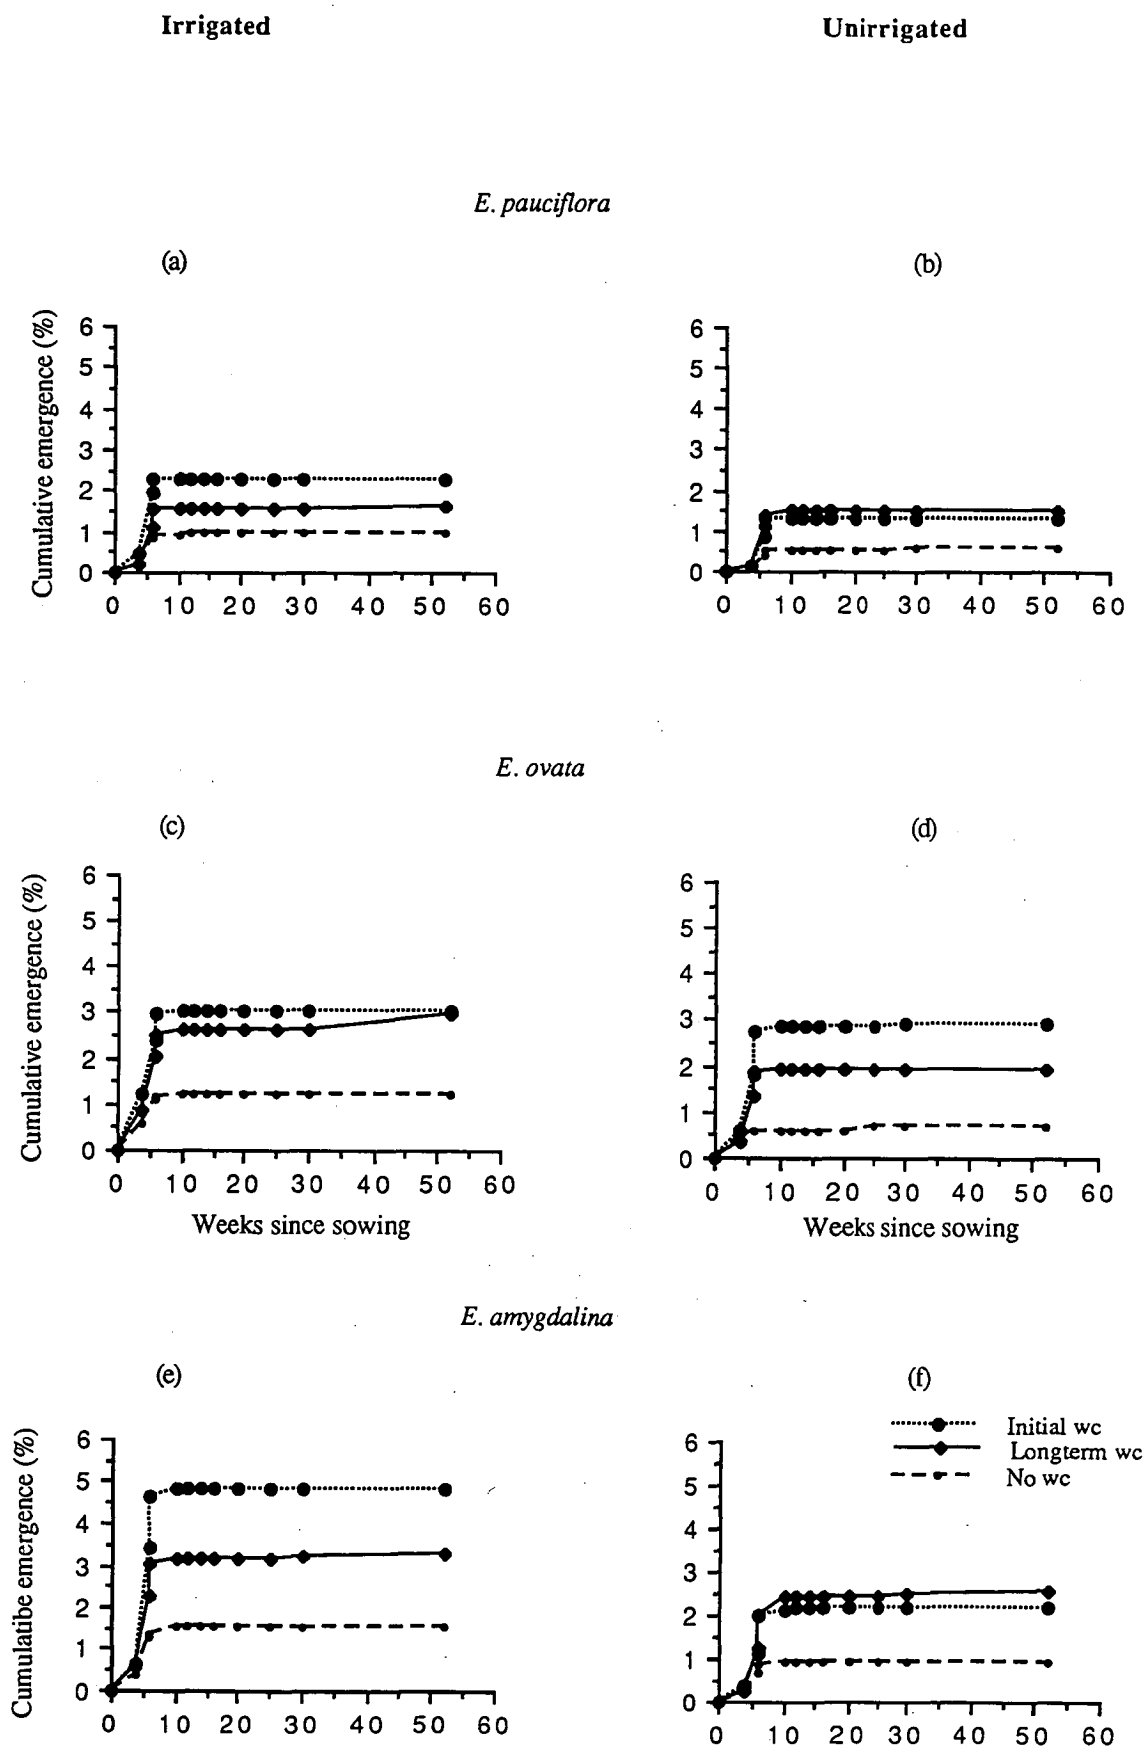 Irrigated
Unirrigated
E. pauciflora
(a)
(b)
Cumulative emergence (%)
6
5
4
3
2
1
0
0 10 20 30 40 50 60
6
5
4
3
2
1
0
0 10 20 30 40 50 60
E. ovata
(c)
(d)
Cumulative emergence (%)
6
5
4
3
2
1
0
0 10 20 30 40 50 60
Weeks since sowing
6
5
4
3
2
1
0
0 10 20 30 40 50 60
Weeks since sowing
E. amygdalina
(e)
(f)
Cumulatibe emergence (%)
6
5
4
3
2
1
0
0 10 20 30 40 50 60
Initial wc
Longterm wc
No wc
6
5
4
3
2
1
0
0 10 20 30 40 50 60